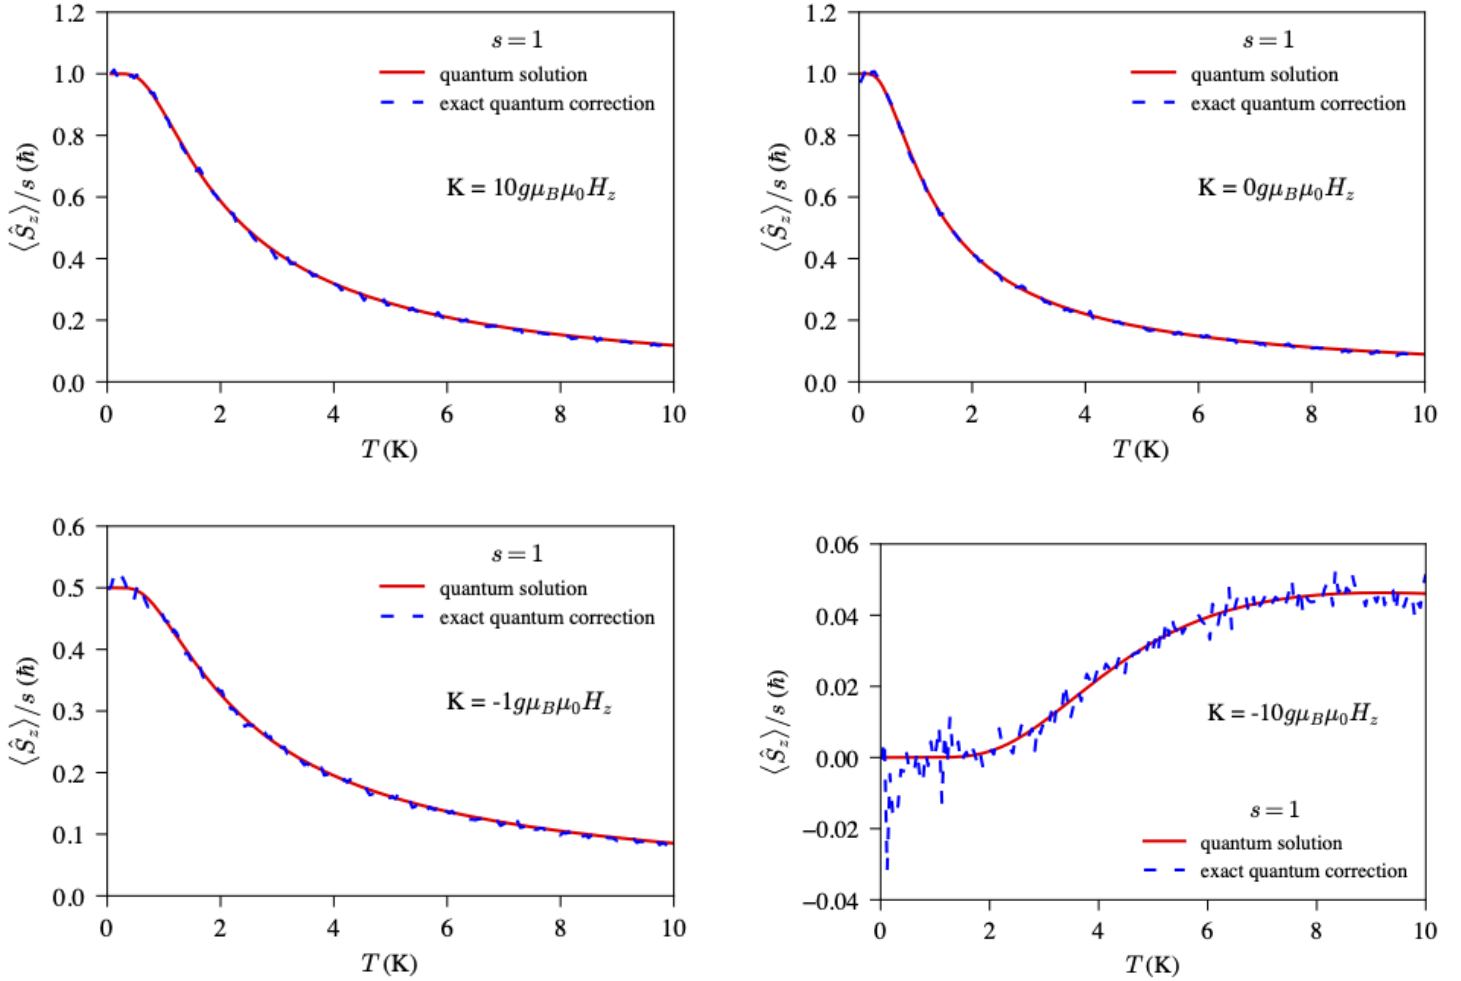 1.2
1.0
0.8
0.6
0.4
0.2
0.0
0 2 4 6 8 10
⟨Ŝz⟩/s (ħ)
T (K)
s = 1
quantum solution
exact quantum correction
K = 10gμBμ0Hz
1.2
1.0
0.8
0.6
0.4
0.2
0.0
0 2 4 6 8 10
⟨Ŝz⟩/s (ħ)
T (K)
s = 1
quantum solution
exact quantum correction
K = 0gμBμ0Hz
0.6
0.5
0.4
0.3
0.2
0.1
0.0
0 2 4 6 8 10
⟨Ŝz⟩/s (ħ)
T (K)
s = 1
quantum solution
exact quantum correction
K = -1gμBμ0Hz
0.06
0.04
0.02
0.00
−0.02
−0.04
0 2 4 6 8 10
⟨Ŝz⟩/s (ħ)
T (K)
K = -10gμBμ0Hz
s = 1
quantum solution
exact quantum correction